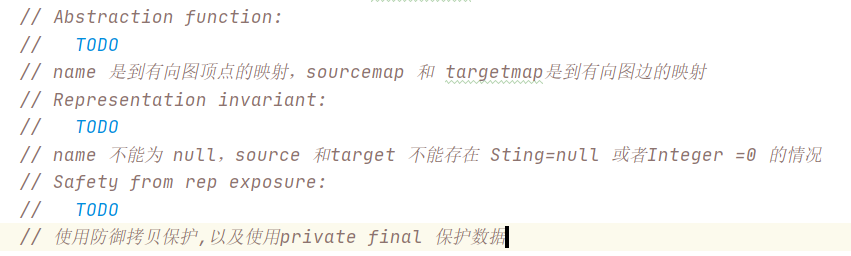 // Abstraction function:
// TODO
// name 是到有向图顶点的映射，sourcemap 和 targetmap是到有向图边的映射
// Representation invariant:
// TODO
// name 不能为 null，source 和target 不能存在 Sting=null 或者Integer =0 的情况
// Safety from rep exposure:
// TODO
// 使用防御拷贝保护,以及使用private final 保护数据